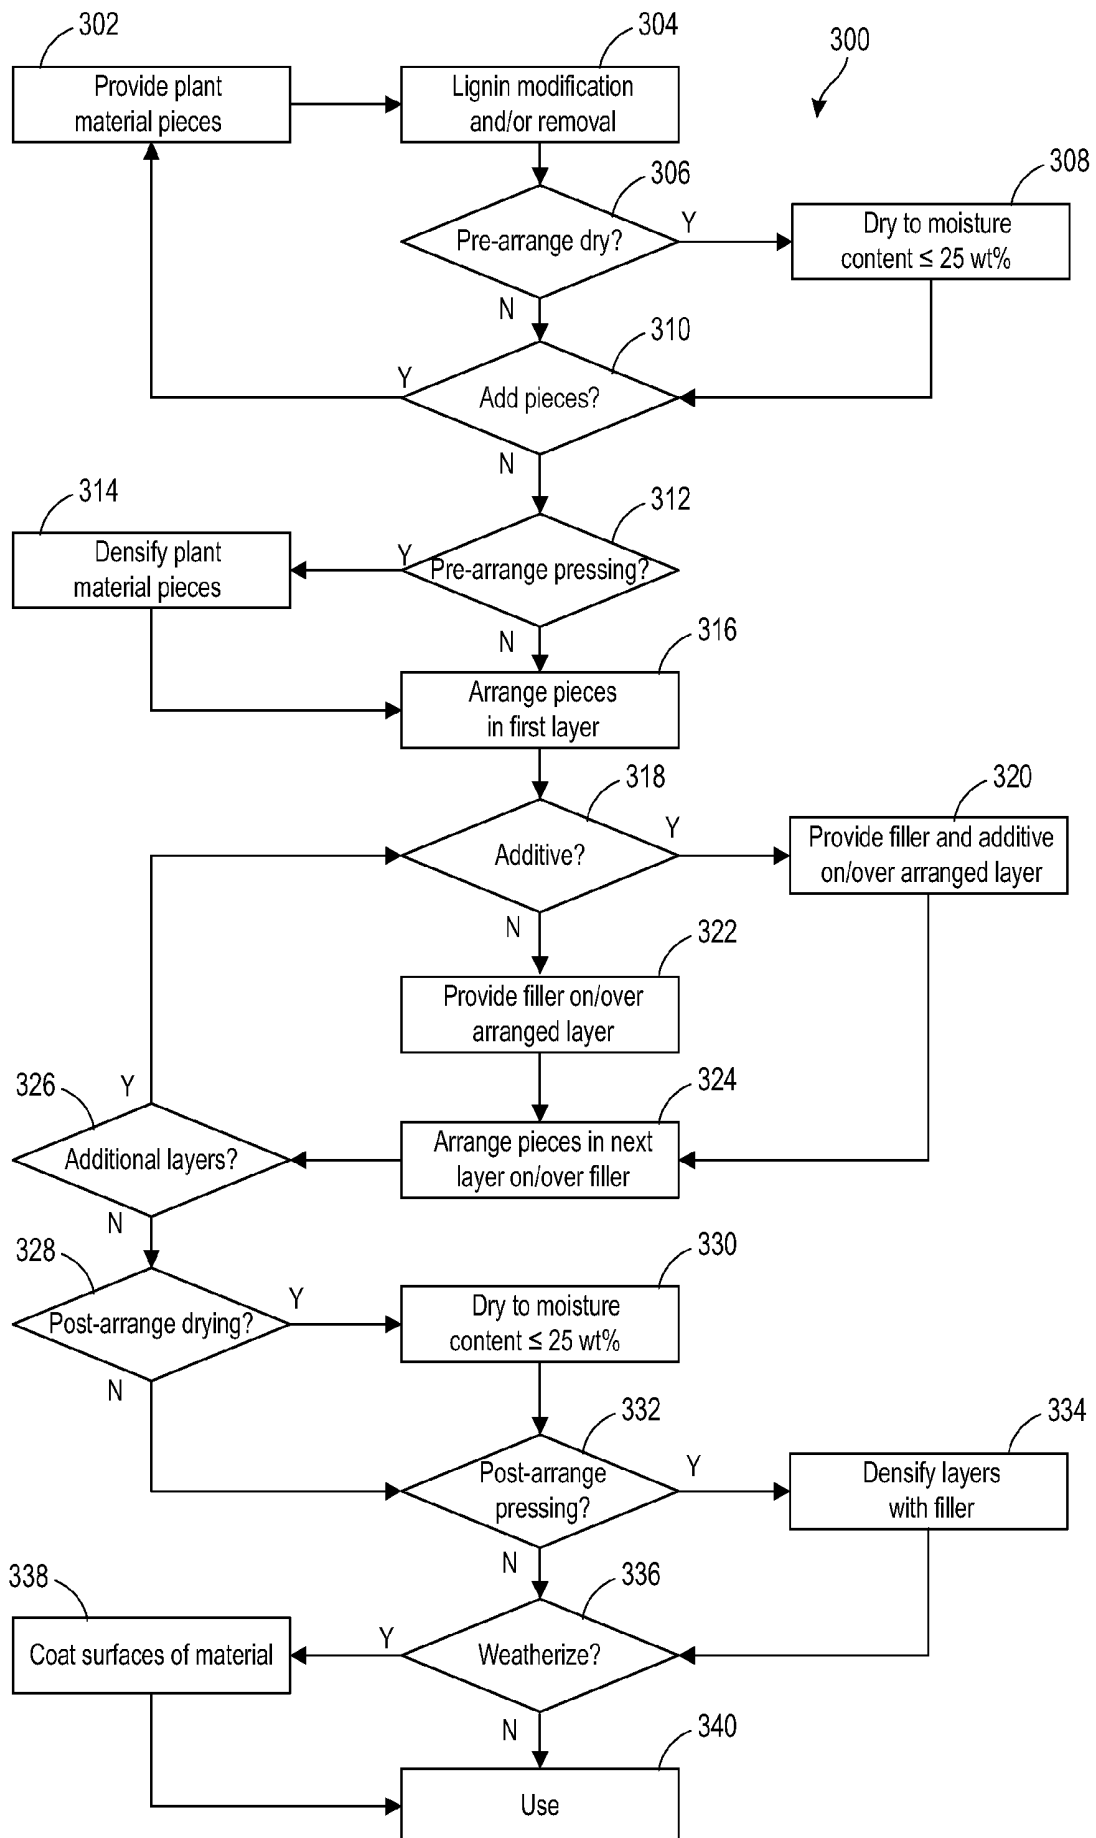 302
304
300
Provide plant
material pieces
Lignin modification
and/or removal
306
308
Pre-arrange dry?
Y
Dry to moisture
content ≤ 25 wt%
N
310
Y
Add pieces?
N
314
312
Densify plant
material pieces
Y
Pre-arrange pressing?
N
316
Arrange pieces
in first layer
318
320
Additive?
Y
Provide filler and additive
on/over arranged layer
N
322
Provide filler on/over
arranged layer
326
Y
324
Additional layers?
Arrange pieces in next
layer on/over filler
N
328
330
Post-arrange drying?
Y
Dry to moisture
content ≤ 25 wt%
N
332
334
Post-arrange
pressing?
Y
Densify layers
with filler
N
338
336
Coat surfaces of material
Y
Weatherize?
N
340
Use